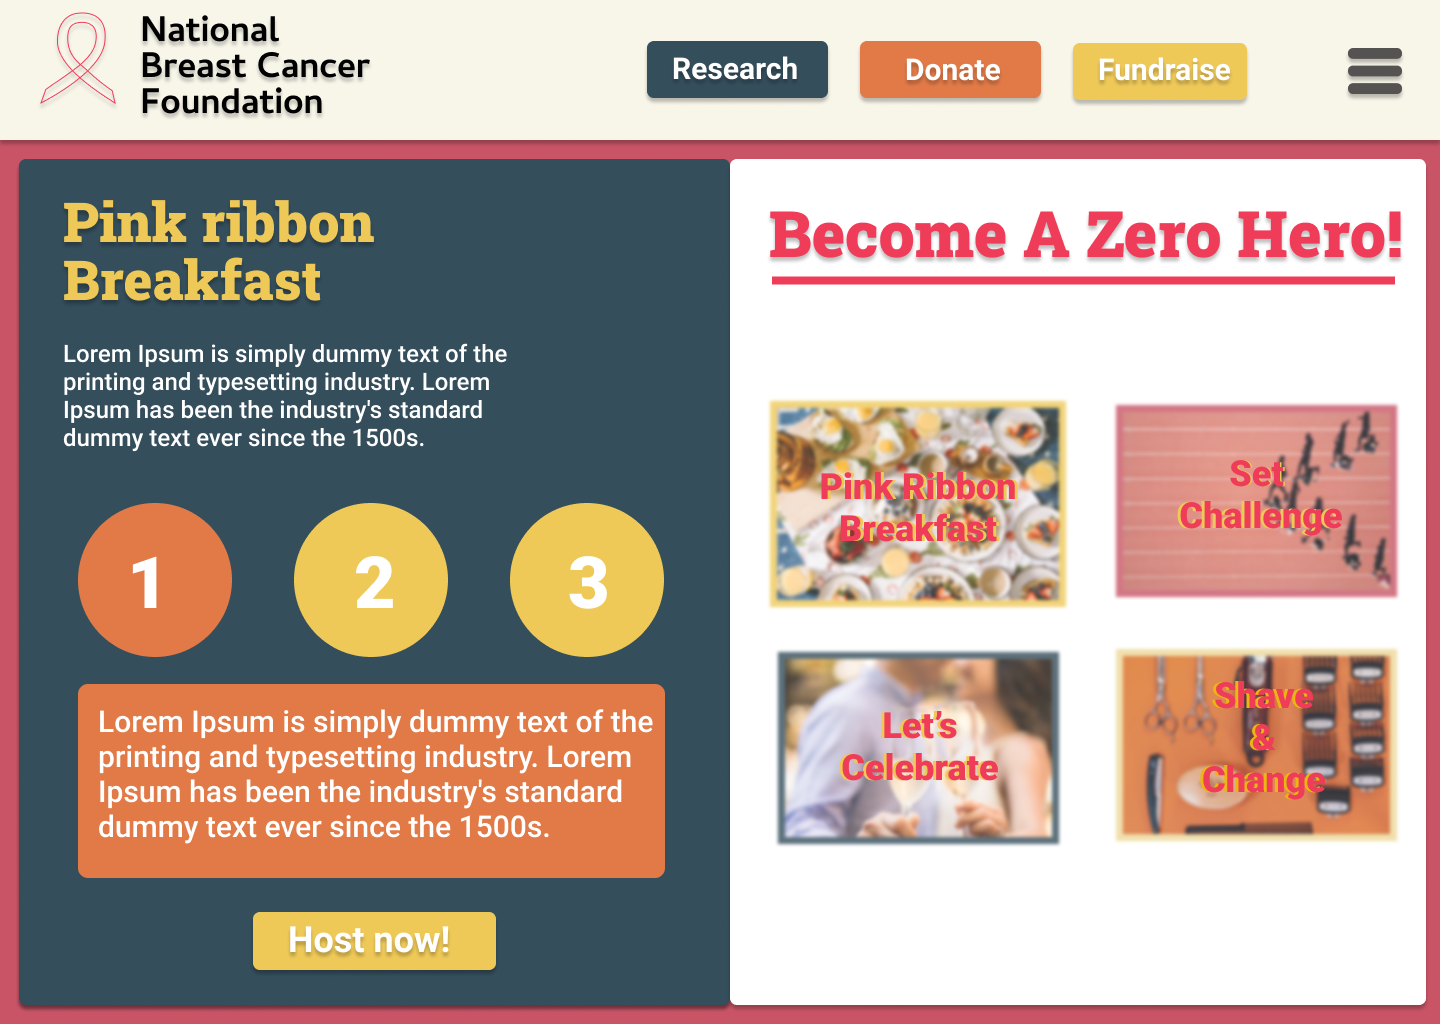 National
Breast Cancer
Foundation
Research
Donate
Fundraise
Pink ribbon
Breakfast
Lorem Ipsum is simply dummy text of the
printing and typesetting industry. Lorem
Ipsum has been the industry's standard
dummy text ever since the 1500s.
1
2
3
Lorem Ipsum is simply dummy text of the
printing and typesetting industry. Lorem
Ipsum has been the industry's standard
dummy text ever since the 1500s.
Host now!
Become A Zero Hero!
Pink Ribbon
Breakfast
Set
Challenge
Let's
Celebrate
Shave
&
Change